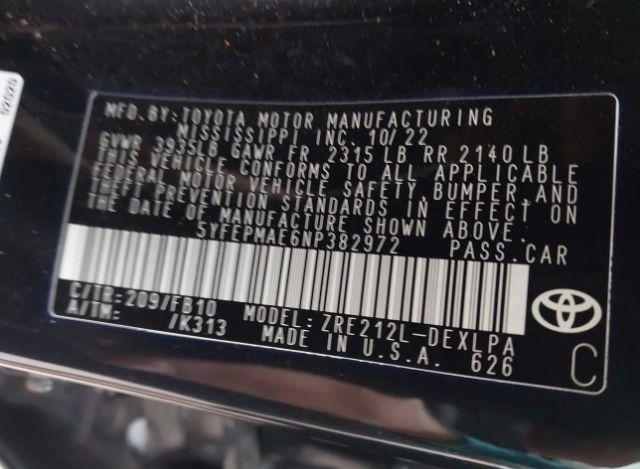 02020
MFD. BY: TOYOTA MOTOR MANUFACTURING
MISSISSIPPI INC. 10/22
GVWR 3935LB GAWR FR 2315 LB RR 2140 LB
THIS VEHICLE CONFORMS TO ALL APPLICABLE
FEDERAL MOTOR VEHICLE SAFETY, BUMPER, AND
THEFT PREVENTION STANDARDS IN EFFECT ON
THE DATE OF MANUFACTURE SHOWN ABOVE.
5YFEPMAE6NP382972 PASS.CAR
C/TR:209/FB10 MODEL: ZRE212L-DEXLPA
A/TM: /K313 MADE IN U.S.A. 626
C